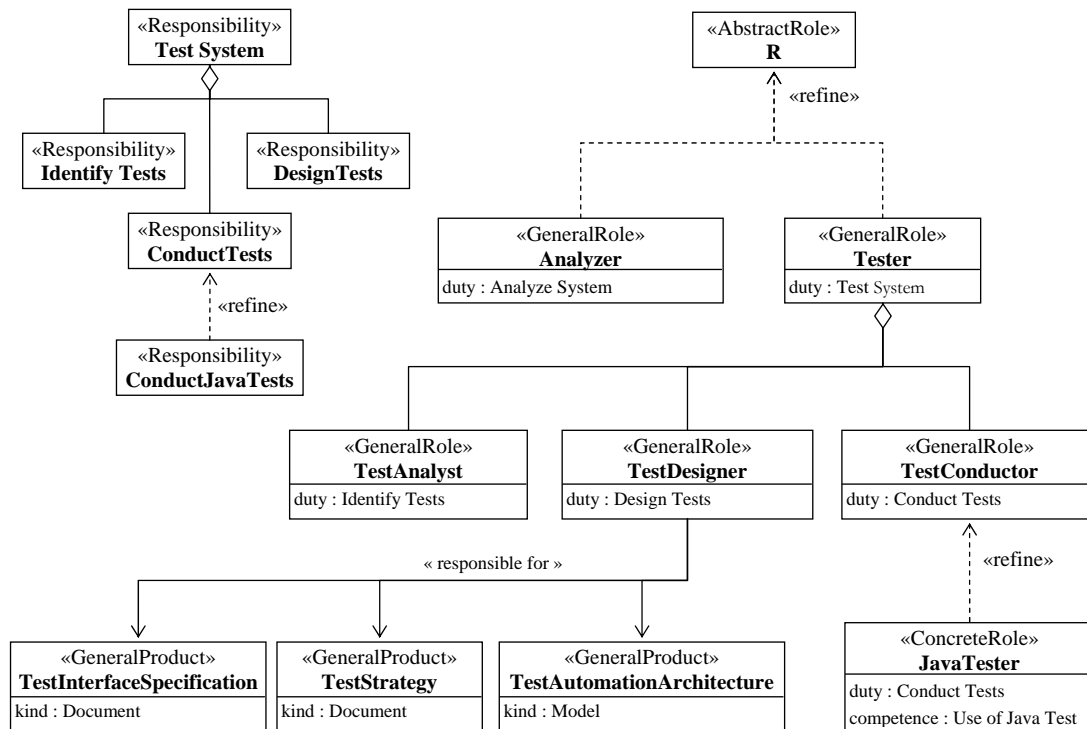 «Responsibility»
Test System
«AbstractRole»
R
«refine»
«Responsibility»
Identify Tests
«Responsibility»
DesignTests
«Responsibility»
ConductTests
«GeneralRole»
Analyzer
duty : Analyze System
«GeneralRole»
Tester
duty : Test System
«refine»
«Responsibility»
ConductJavaTests
«GeneralRole»
TestAnalyst
duty : Identify Tests
«GeneralRole»
TestDesigner
duty : Design Tests
«GeneralRole»
TestConductor
duty : Conduct Tests
« responsible for »
«refine»
«GeneralProduct»
TestInterfaceSpecification
kind : Document
«GeneralProduct»
TestStrategy
kind : Document
«GeneralProduct»
TestAutomationArchitecture
kind : Model
«ConcreteRole»
JavaTester
duty : Conduct Tests
competence : Use of Java Test